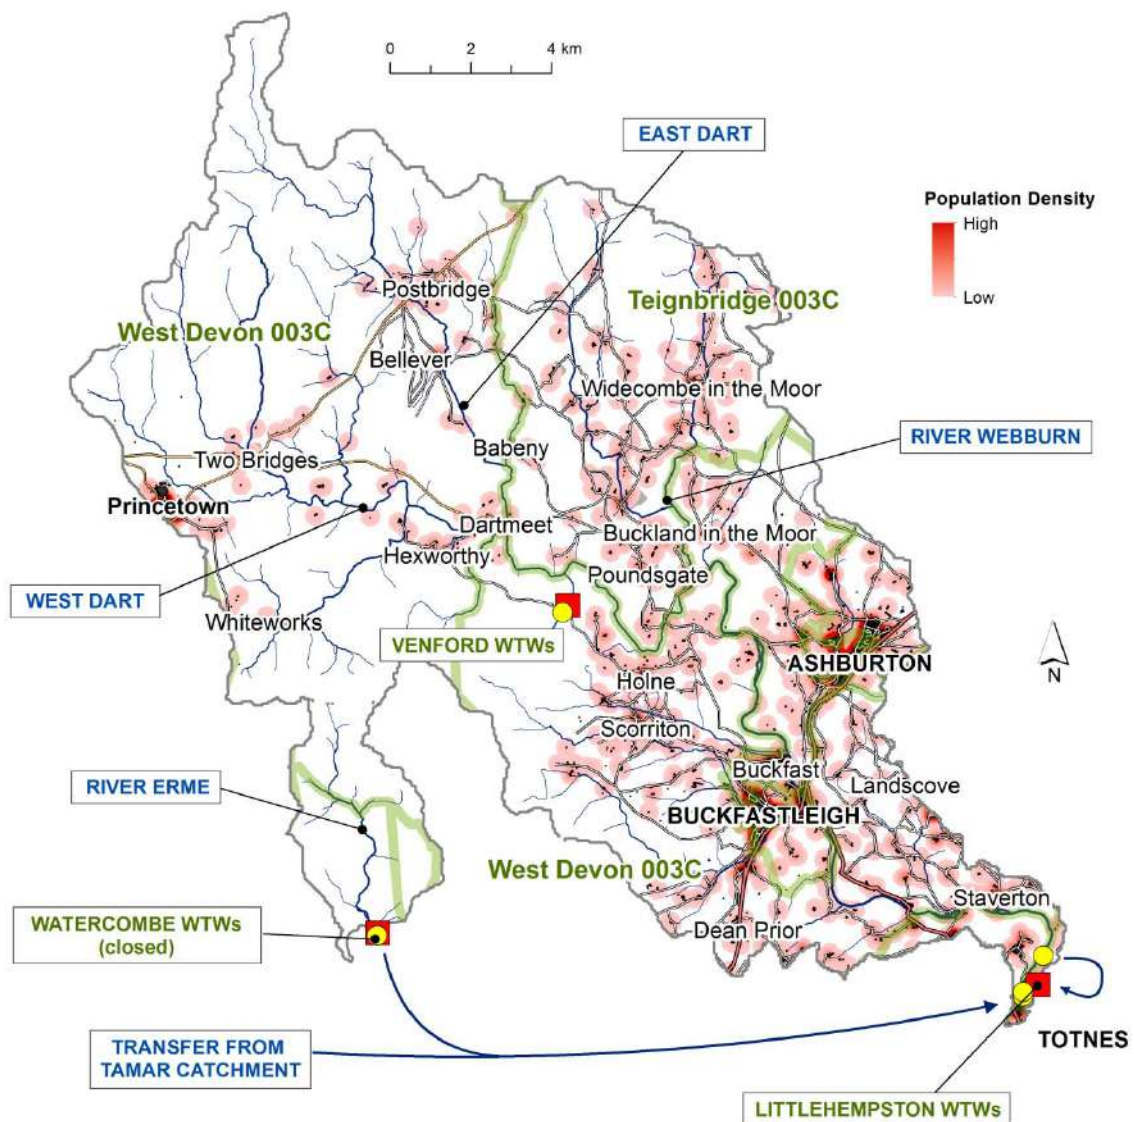 0 2 4 km
EAST DART
Population Density
High
Low
Postbridge
Teignbridge 003C
West Devon 003C
Bellever
Widecombe in the Moor
RIVER WEBBURN
Babeny
Two Bridges
Princetown
Dartmeet
Buckland in the Moor
Hexworthy
Poundsgate
WEST DART
Whiteworks
VENFORD WTWs
ASHBURTON
N
Holne
Scorriton
Buckfast
RIVER ERME
Landscove
BUCKFASTLEIGH
West Devon 003C
Staverton
WATERCOMBE WTWs
(closed)
Dean Prior
TRANSFER FROM
TAMAR CATCHMENT
TOTNES
LITTLEHEMPSTON WTWs